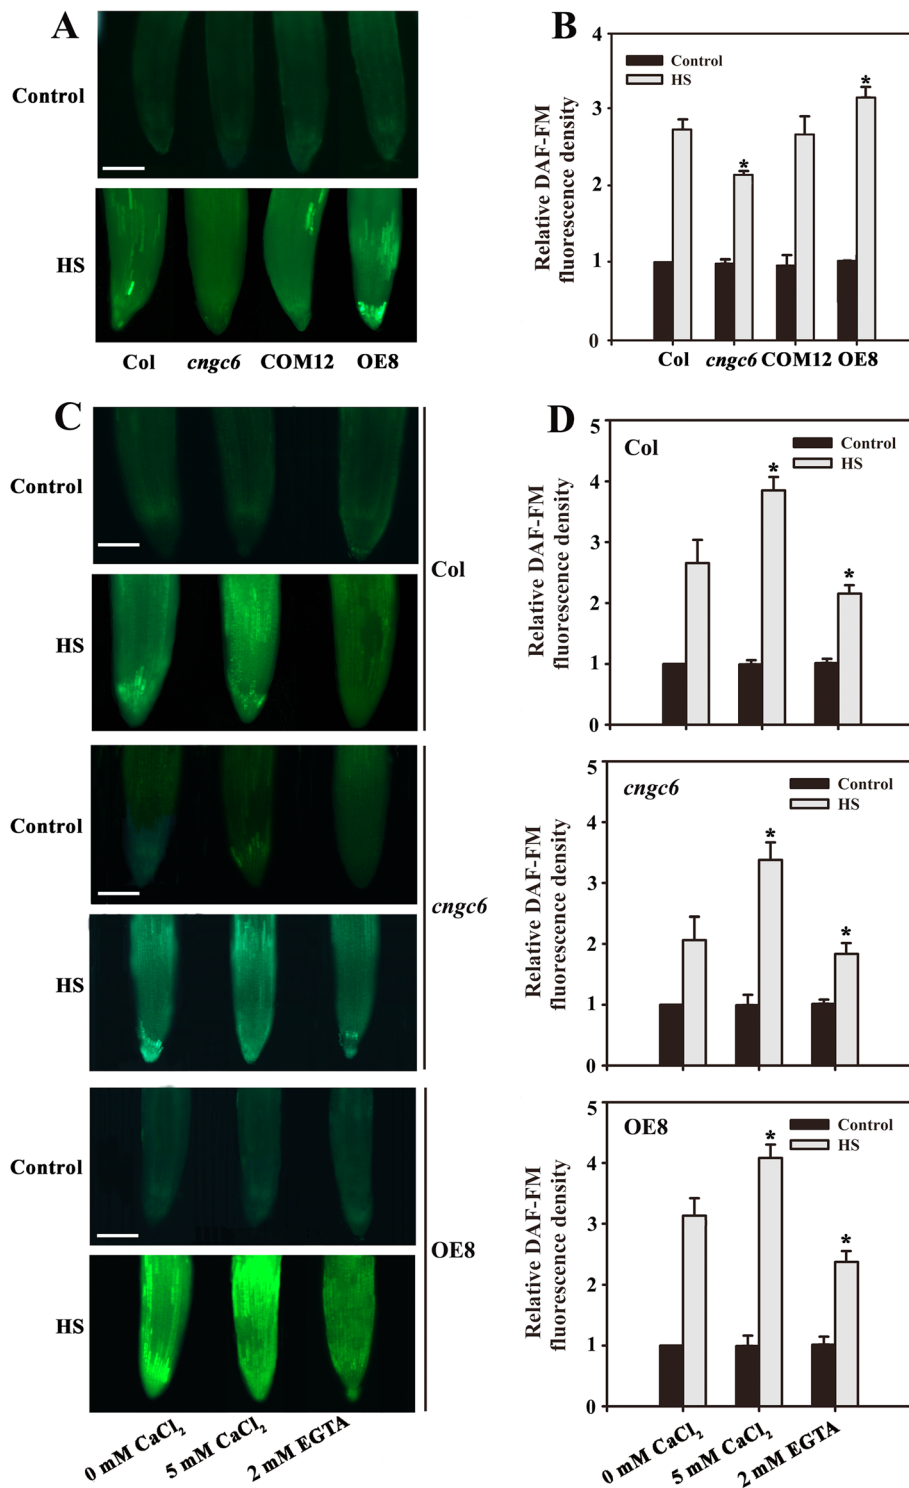 A
Control
HS
Col
cngc6
COM12
OE8
B
Relative DAF-FM
fluorescence density
4
3
2
1
0
Control
HS
*
*
Col
cngc6
COM12
OE8
C
Control
HS
Col
Control
HS
cngc6
Control
HS
OE8
0 mM CaCl₂
5 mM CaCl₂
2 mM EGTA
D
Relative DAF-FM
fluorescence density
5
4
3
2
1
0
Col
Control
HS
*
*
Relative DAF-FM
fluorescence density
5
4
3
2
1
0
cngc6
Control
HS
*
*
Relative DAF-FM
fluorescence density
5
4
3
2
1
0
OE8
Control
HS
*
*
0 mM CaCl₂
5 mM CaCl₂
2 mM EGTA